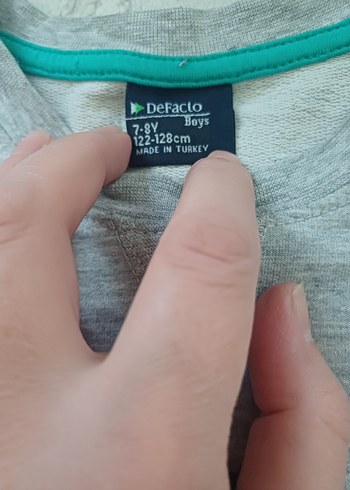 DeFacto
Boys
7-8Y
122-128cm
MADE IN TURKEY